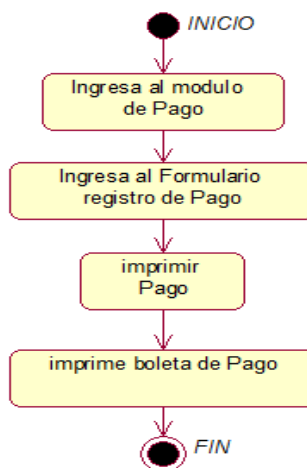 INICIO
Ingresa al modulo
de Pago
Ingresa al Formulario
registro de Pago
imprimir
Pago
imprime boleta de Pago
FIN